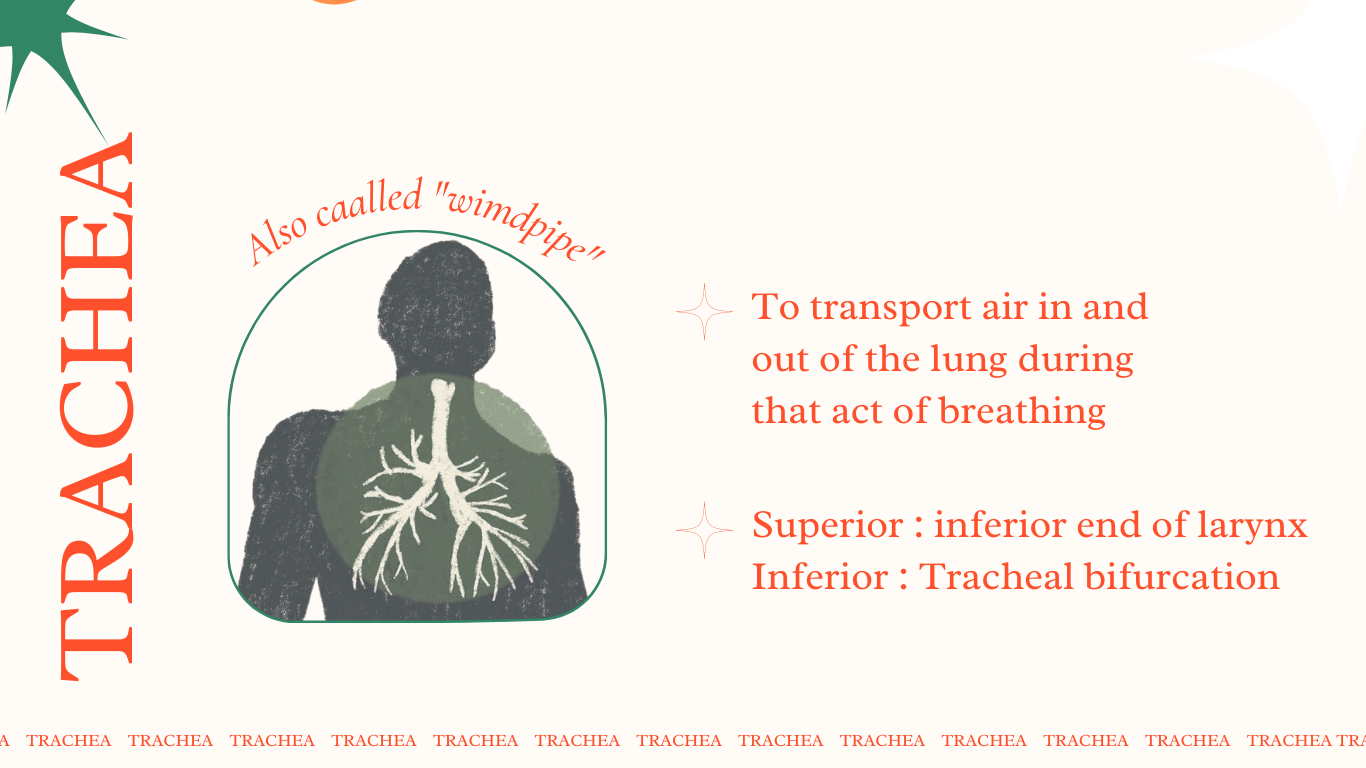 TRACHEA
Also caalled "wimdpipe"
To transport air in and
out of the lung during
that act of breathing
Superior : inferior end of larynx
Inferior : Tracheal bifurcation
A TRACHEA TRACHEA TRACHEA TRACHEA TRACHEA TRACHEA TRACHEA TRACHEA TRACHEA TRACHEA TRACHEA TRACHEA TRACHEA TRA